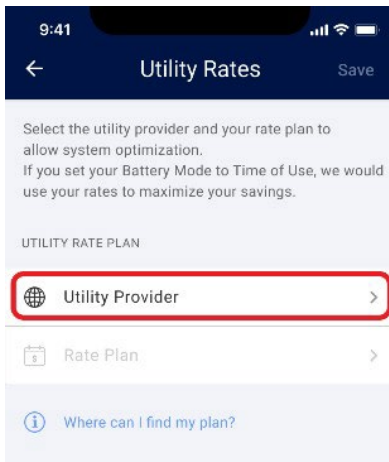 9:41
Utility Rates
Save
Select the utility provider and your rate plan to
allow system optimization.
If you set your Battery Mode to Time of Use, we would
use your rates to maximize your savings.
UTILITY RATE PLAN
Utility Provider
$
Rate Plan
Where can I find my plan?